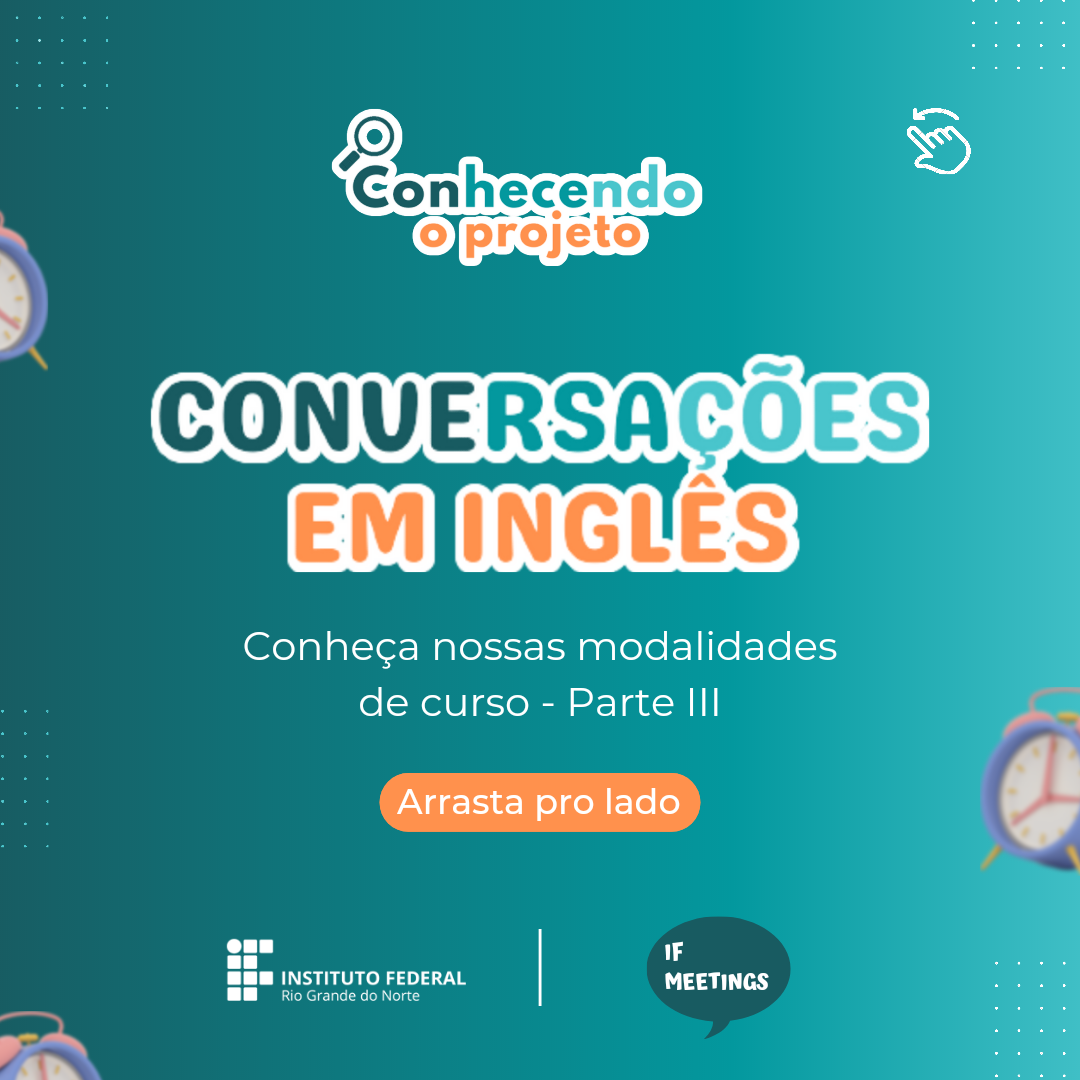 Conhecendo
o projeto
CONVERSAÇÕES
EM INGLÊS
Conheça nossas modalidades
de curso - Parte III
Arrasta pro lado
INSTITUTO FEDERAL
Rio Grande do Norte
IF
MEETINGS